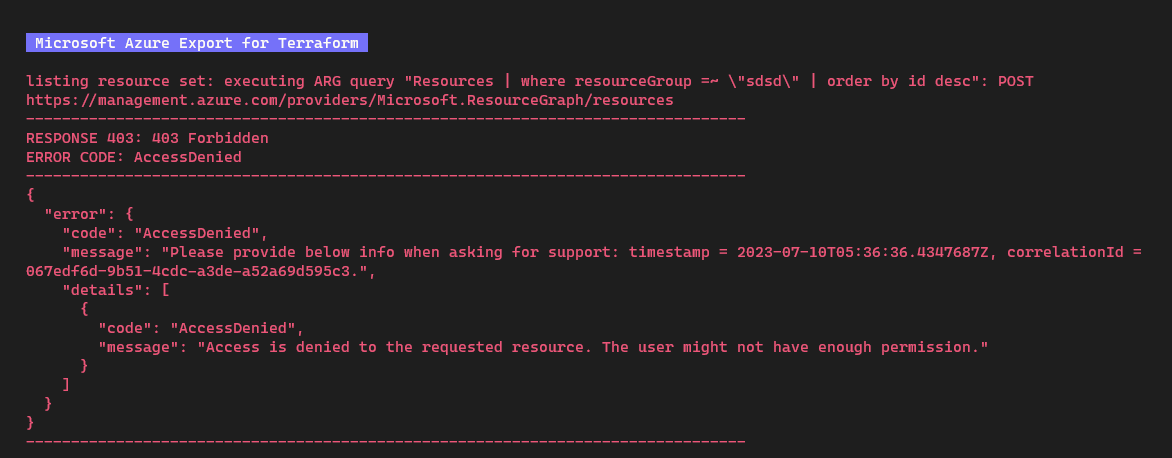 Microsoft Azure Export for Terraform
listing resource set: executing ARG query "Resources | where resourceGroup =~ \"sdsd\" | order by id desc": POST
https://management.azure.com/providers/Microsoft.ResourceGraph/resources
--------------------------------------------------------------------------------
RESPONSE 403: 403 Forbidden
ERROR CODE: AccessDenied
--------------------------------------------------------------------------------
{
  "error": {
    "code": "AccessDenied",
    "message": "Please provide below info when asking for support: timestamp = 2023-07-10T05:36:36.4347687Z, correlationId =
067edf6d-9b51-4cdc-a3de-a52a69d595c3.",
    "details": [
      {
        "code": "AccessDenied",
        "message": "Access is denied to the requested resource. The user might not have enough permission."
      }
    ]
  }
}
--------------------------------------------------------------------------------